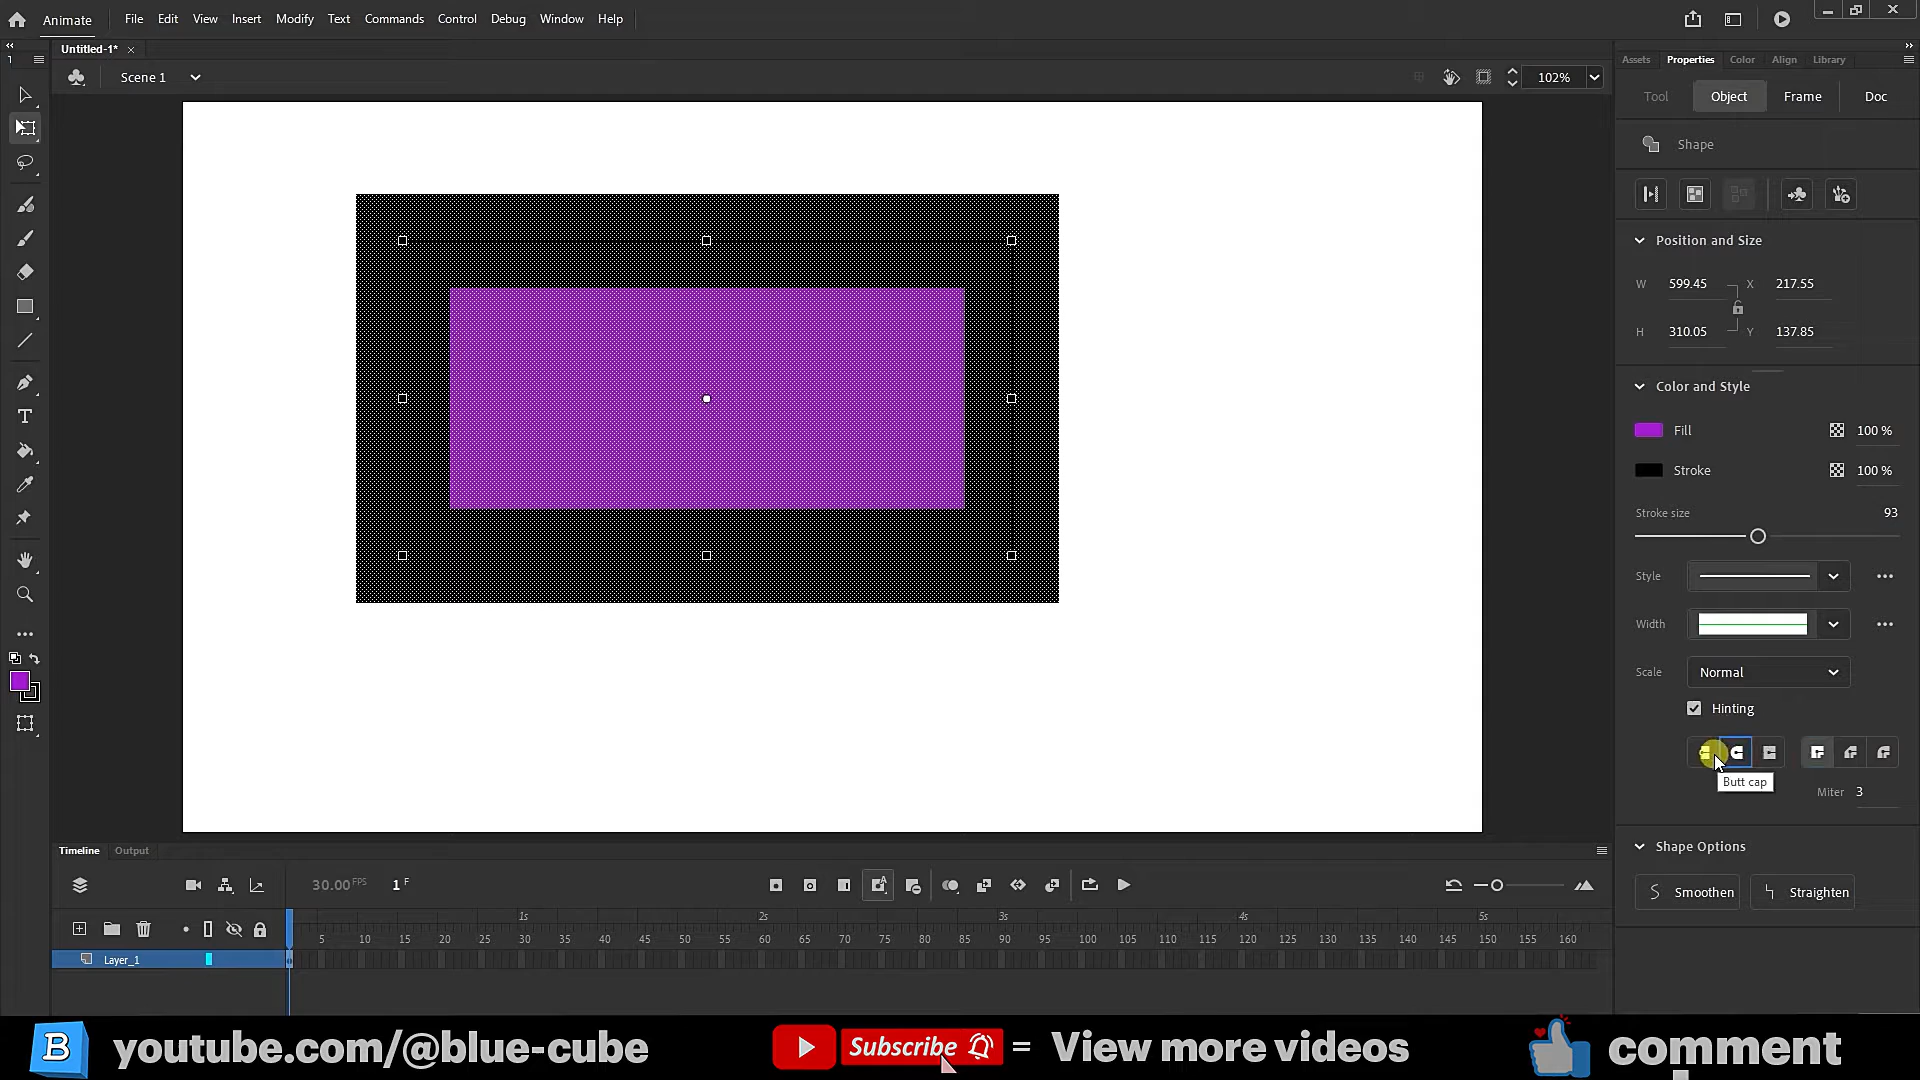 Animate File Edit View Insert Modify Text Commands Control Debug Window Help
Untitled-1*
Scene 1
102%
Assets Properties Color Align Library
Tool Object Frame Doc
Shape
Position and Size
W 599.45 X 217.55
H 310.05 Y 137.85
Color and Style
Fill 100 %
Stroke 100 %
Stroke size 93
Style
Width
Scale Normal
Hinting
Butt cap
Miter 3
Shape Options
Smoothen Straighten
Timeline Output
30.00 FPS 1 F
1s 2s 3s 4s 5s
5 10 15 20 25 30 35 40 45 50 55 60 65 70 75 80 85 90 95 100 105 110 115 120 125 130 135 140 145 150 155 160
Layer_1
B youtube.com/@blue-cube Subscribe = View more videos comment